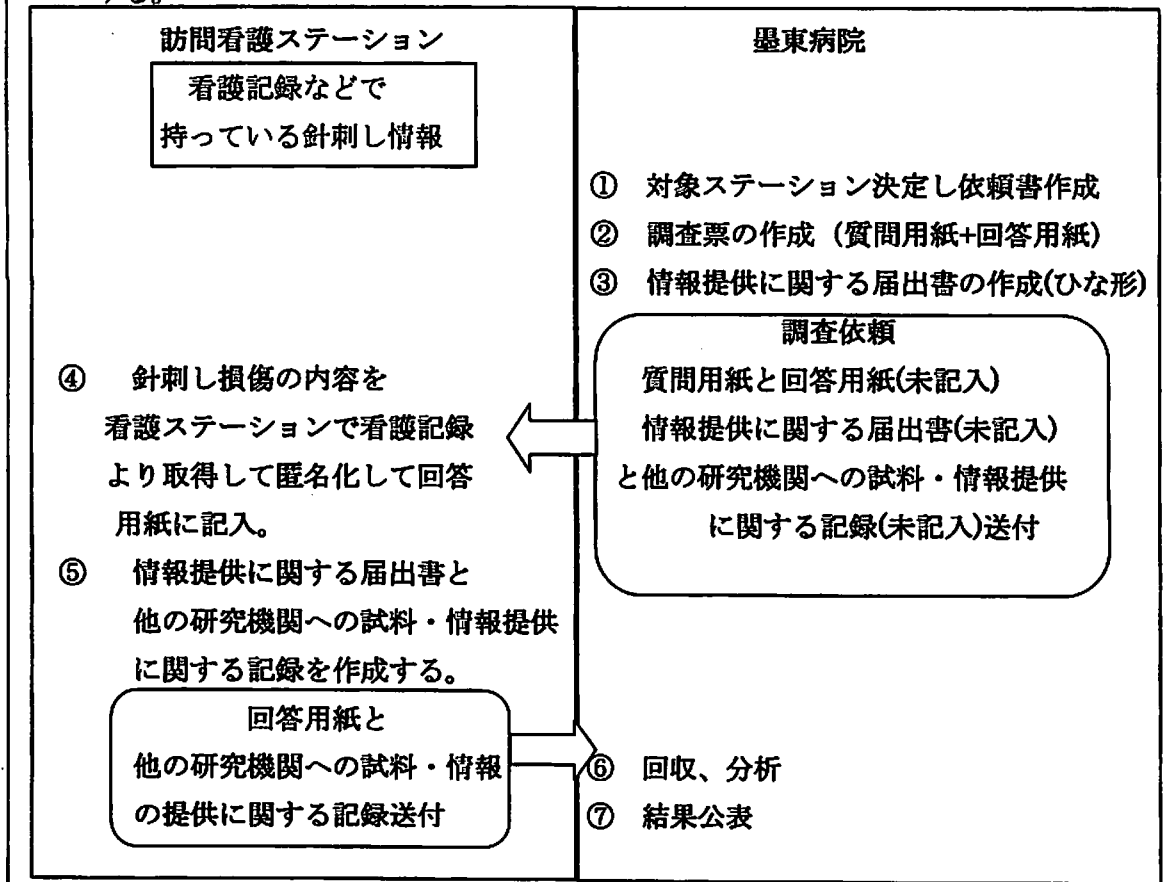 する。
訪問看護ステーション
看護記録などで
持っている針刺し情報
墨東病院
① 対象ステーション決定し依頼書作成
② 調査票の作成（質問用紙+回答用紙）
③ 情報提供に関する届出書の作成(ひな形)
調査依頼
質問用紙と回答用紙(未記入)
情報提供に関する届出書(未記入)
と他の研究機関への試料・情報提供
に関する記録(未記入)送付
④ 針刺し損傷の内容を
看護ステーションで看護記録
より取得して匿名化して回答
用紙に記入。
⑤ 情報提供に関する届出書と
他の研究機関への試料・情報提供
に関する記録を作成する。
回答用紙と
他の研究機関への試料・情報
の提供に関する記録送付
⑥ 回収、分析
⑦ 結果公表